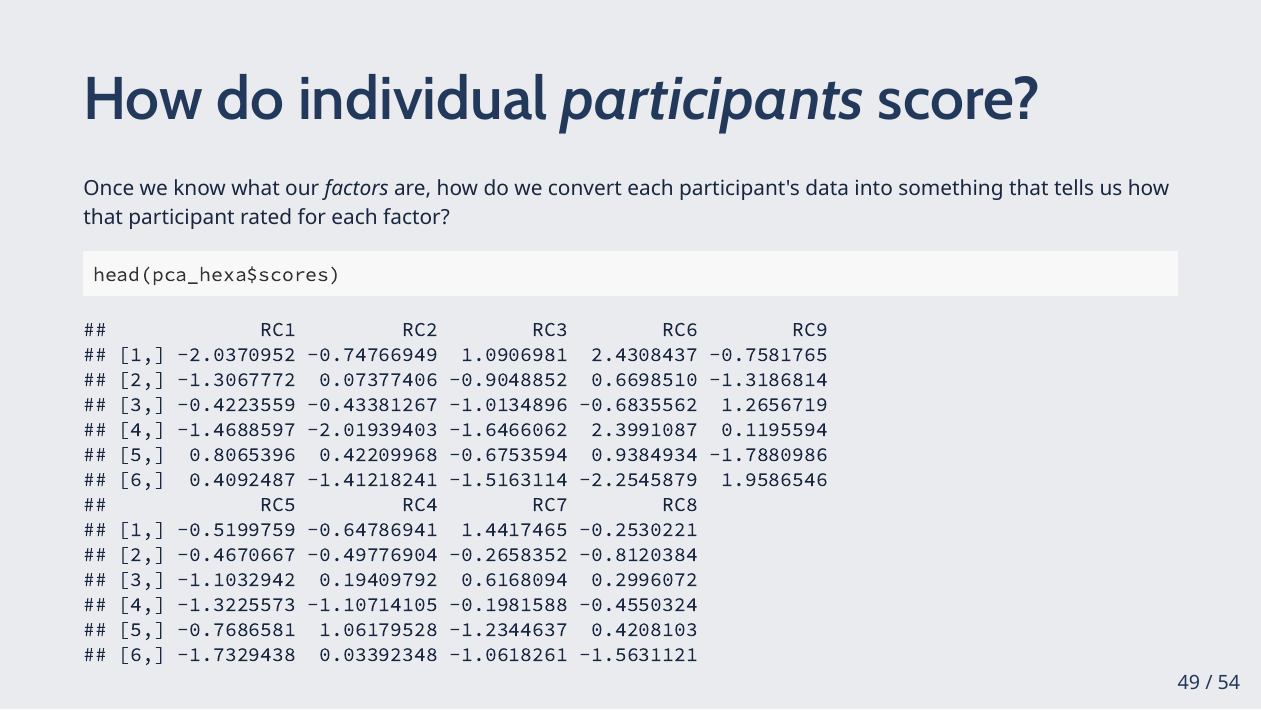 How do individual participants score?
Once we know what our factors are, how do we convert each participant's data into something that tells us how
that participant rated for each factor?
head(pca_hexa$scores)
##             RC1         RC2        RC3        RC6        RC9
## [1,] -2.0370952 -0.74766949  1.0906981  2.4308437 -0.7581765
## [2,] -1.3067772  0.07377406 -0.9048852  0.6698510 -1.3186814
## [3,] -0.4223559 -0.43381267 -1.0134896 -0.6835562  1.2656719
## [4,] -1.4688597 -2.01939403 -1.6466062  2.3991087  0.1195594
## [5,]  0.8065396  0.42209968 -0.6753594  0.9384934 -1.7880986
## [6,]  0.4092487 -1.41218241 -1.5163114 -2.2545879  1.9586546
##             RC5         RC4        RC7        RC8
## [1,] -0.5199759 -0.64786941  1.4417465 -0.2530221
## [2,] -0.4670667 -0.49776904 -0.2658352 -0.8120384
## [3,] -1.1032942  0.19409792  0.6168094  0.2996072
## [4,] -1.3225573 -1.10714105 -0.1981588 -0.4550324
## [5,] -0.7686581  1.06179528 -1.2344637  0.4208103
## [6,] -1.7329438  0.03392348 -1.0618261 -1.5631121
49 / 54